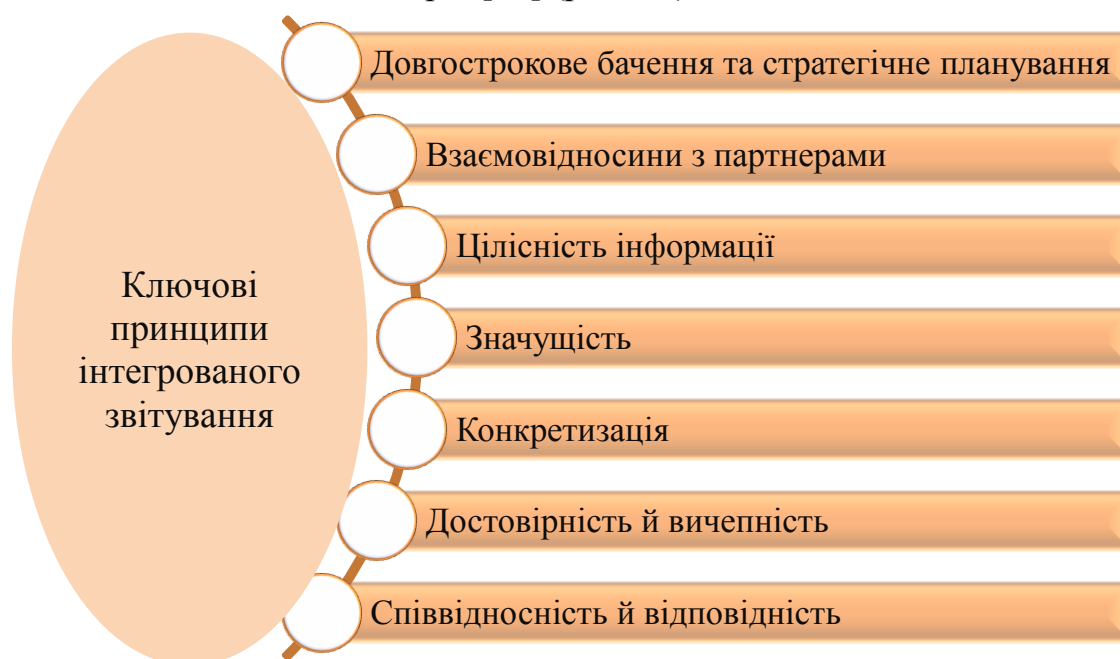 Ключові
принципи
інтегрованого
звітування
Довгострокове бачення та стратегічне планування
Взаємовідносини з партнерами
Цілісність інформації
Значущість
Конкретизація
Достовірність й вичепність
Співвідносність й відповідність